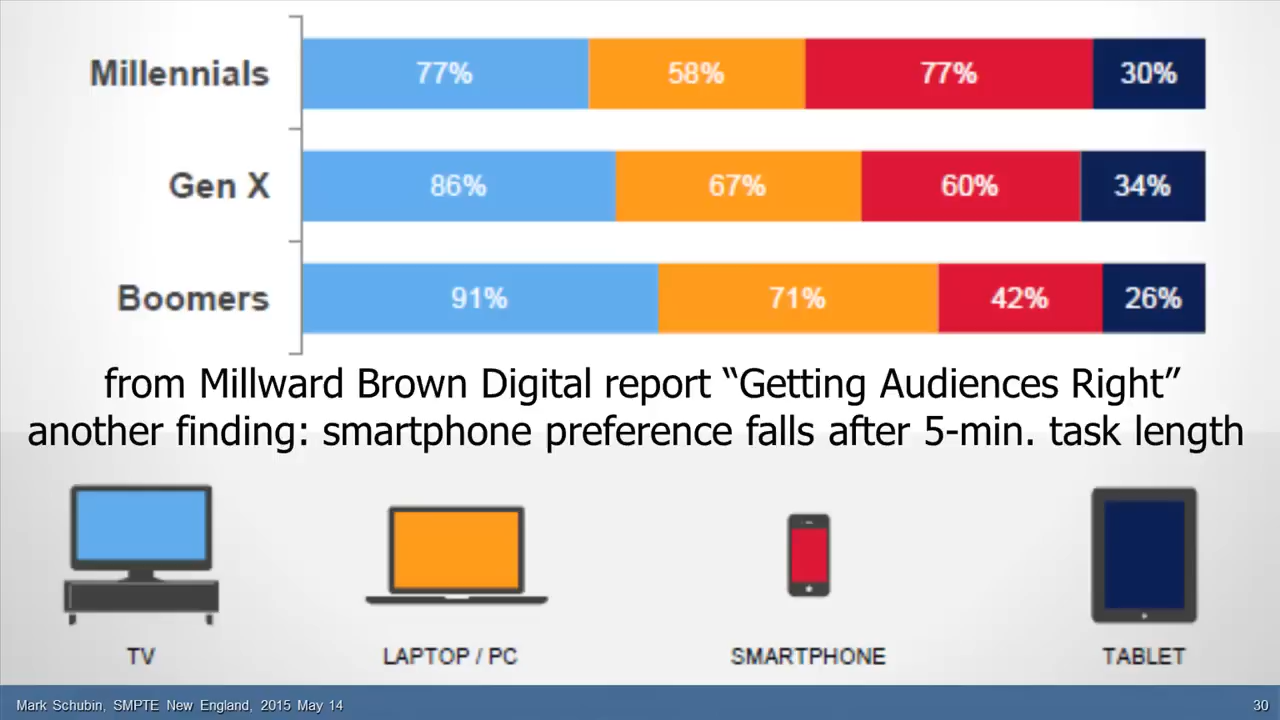 Millennials 77% 58% 77% 30%
Gen X 86% 67% 60% 34%
Boomers 91% 71% 42% 26%
from Millward Brown Digital report “Getting Audiences Right”
another finding: smartphone preference falls after 5-min. task length
TV LAPTOP / PC SMARTPHONE TABLET
Mark Schubin, SMPTE New England, 2015 May 14 30